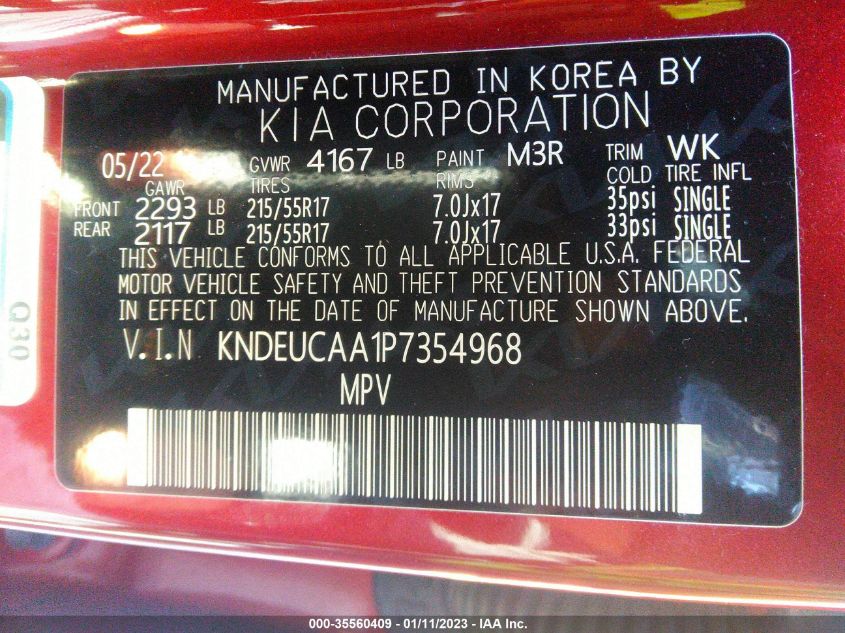 MANUFACTURED IN KOREA BY
KIA CORPORATION
05/22 GVWR 4167 LB PAINT M3R TRIM WK
GAWR TIRES RIMS COLD TIRE INFL
FRONT 2293 LB 215/55R17 7.0Jx17 35psi SINGLE
REAR 2117 LB 215/55R17 7.0Jx17 33psi SINGLE
THIS VEHICLE CONFORMS TO ALL APPLICABLE U.S.A. FEDERAL
MOTOR VEHICLE SAFETY AND THEFT PREVENTION STANDARDS
IN EFFECT ON THE DATE OF MANUFACTURE SHOWN ABOVE.
V.I.N KNDEUCAA1P7354968
MPV
Q30
000-35560409 - 01/11/2023 - IAA Inc.